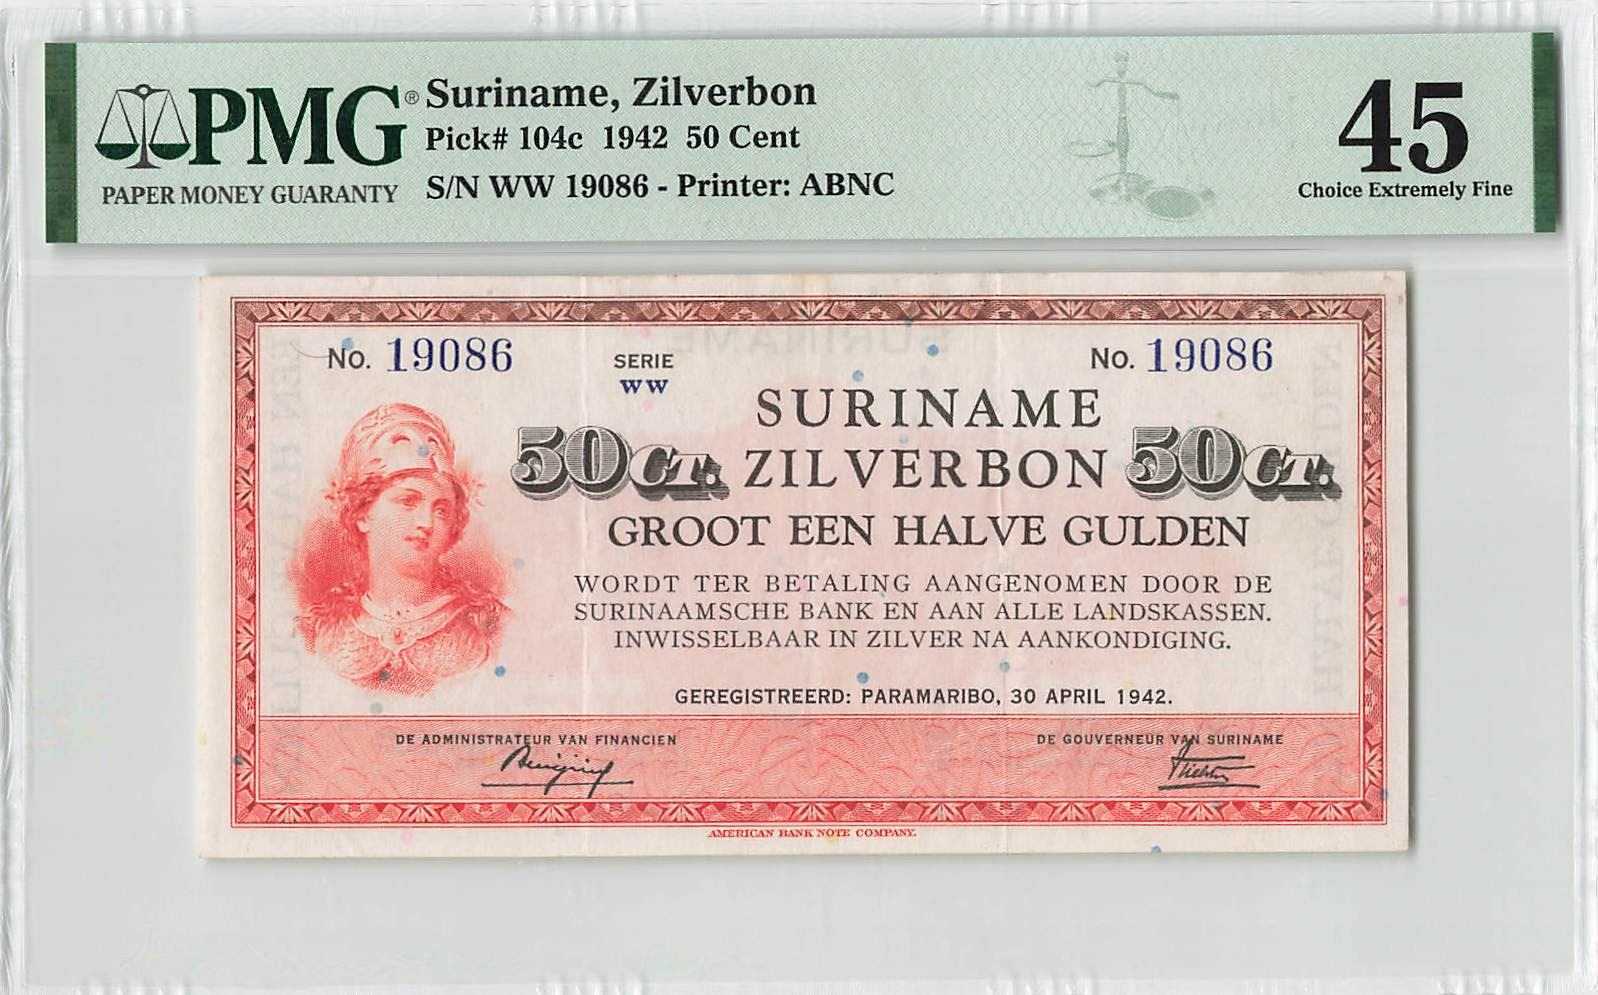 PMG®
PAPER MONEY GUARANTY
Suriname, Zilverbon
Pick# 104c 1942 50 Cent
S/N WW 19086 - Printer: ABNC
45
Choice Extremely Fine
No. 19086
SERIE
WW
No. 19086
SURINAME
50 CT. ZILVERBON 50 CT.
GROOT EEN HALVE GULDEN
WORDT TER BETALING AANGENOMEN DOOR DE
SURINAAMSCHE BANK EN AAN ALLE LANDSKASSEN.
INWISSELBAAR IN ZILVER NA AANKONDIGING.
GEREGISTREERD: PARAMARIBO, 30 APRIL 1942.
DE ADMINISTRATEUR VAN FINANCIEN
DE GOUVERNEUR VAN SURINAME
AMERICAN BANK NOTE COMPANY.